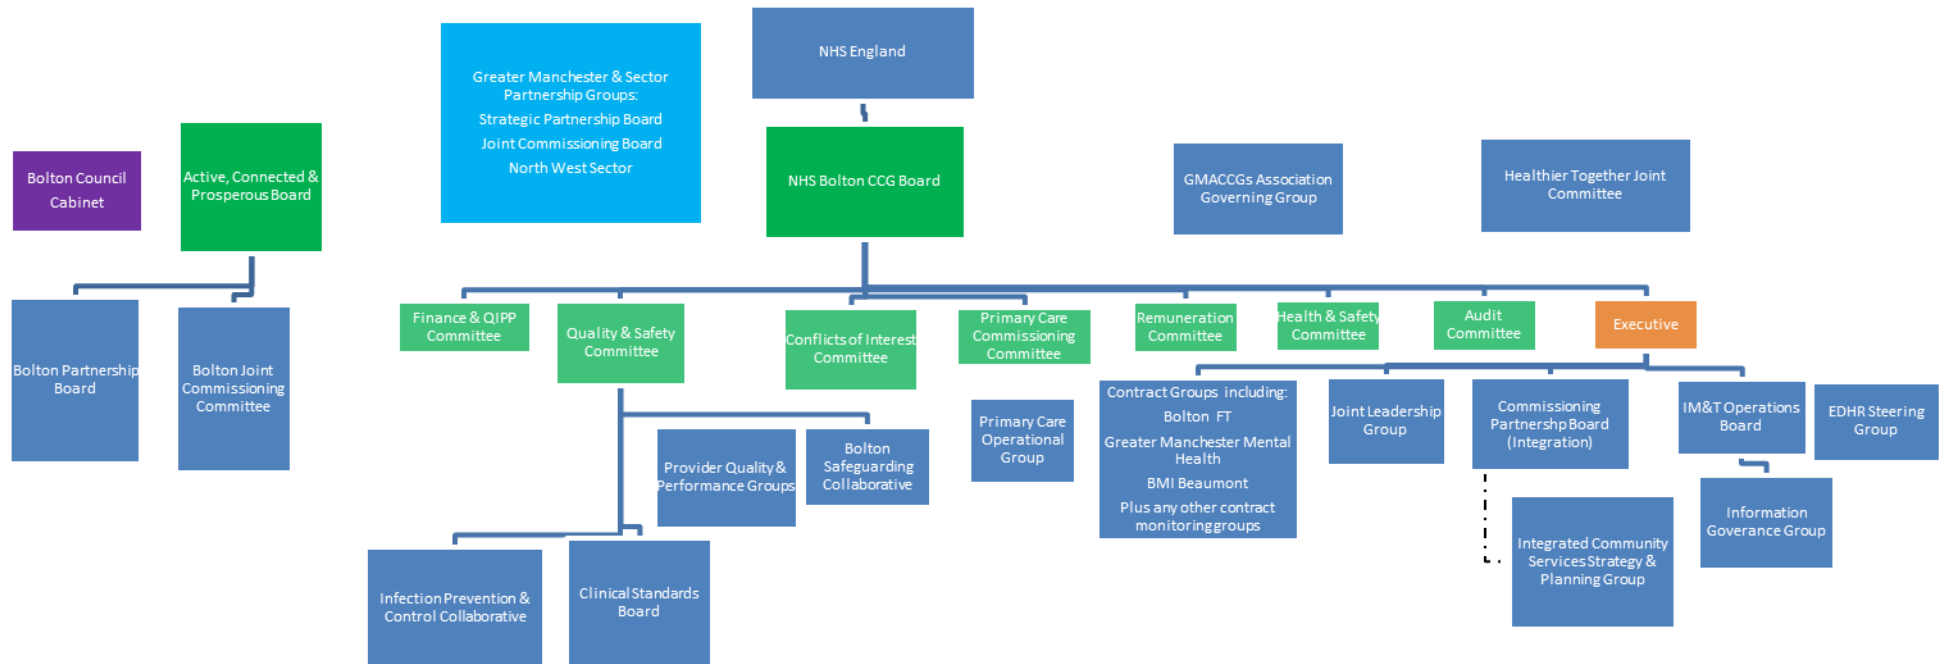 NHS England
Greater Manchester & Sector
Partnership Groups:
Strategic Partnership Board
Joint Commissioning Board
North West Sector
Bolton Council
Cabinet
Active, Connected &
Prosperous Board
NHS Bolton CCG Board
GMACCGs Association
Governing Group
Healthier Together Joint
Committee
Bolton Partnership
Board
Bolton Joint
Commissioning
Committee
Finance & QIPP
Committee
Quality & Safety
Committee
Conflicts of Interest
Committee
Primary Care
Commissioning
Committee
Remuneration
Committee
Health & Safety
Committee
Audit
Committee
Executive
Provider Quality &
Performance Groups
Bolton
Safeguarding
Collaborative
Primary Care
Operational
Group
Contract Groups including:
Bolton FT
Greater Manchester Mental
Health
BMI Beaumont
Plus any other contract
monitoring groups
Joint Leadership
Group
Commissioning
Partnershp Board
(Integration)
IM&T Operations
Board
EDHR Steering
Group
Infection Prevention &
Control Collaborative
Clinical Standards
Board
Integrated Community
Services Strategy &
Planning Group
Information
Goverance Group